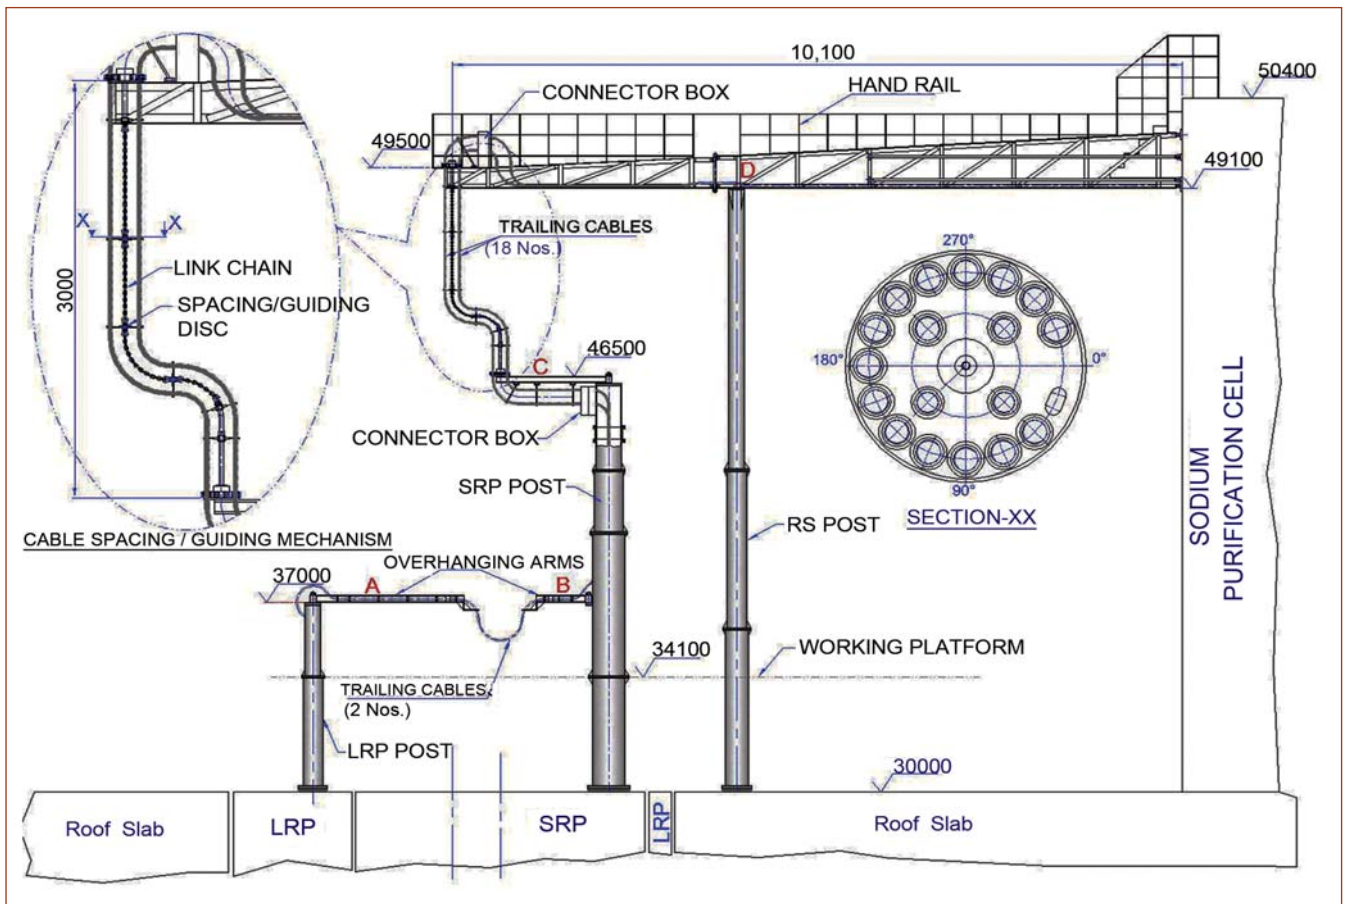 10,100
50400
CONNECTOR BOX
HAND RAIL
49500
49100
D
X X
TRAILING CABLES
(18 Nos.)
LINK CHAIN
3000
SPACING/GUIDING
DISC
270°
180°
0°
90°
SECTION-XX
C
46500
CONNECTOR BOX
SRP POST
RS POST
SODIUM
PURIFICATION CELL
CABLE SPACING / GUIDING MECHANISM
OVERHANGING ARMS
37000
A
B
34100
WORKING PLATFORM
TRAILING CABLES
(2 Nos.)
LRP POST
30000
Roof Slab
LRP
SRP
LRP
Roof Slab